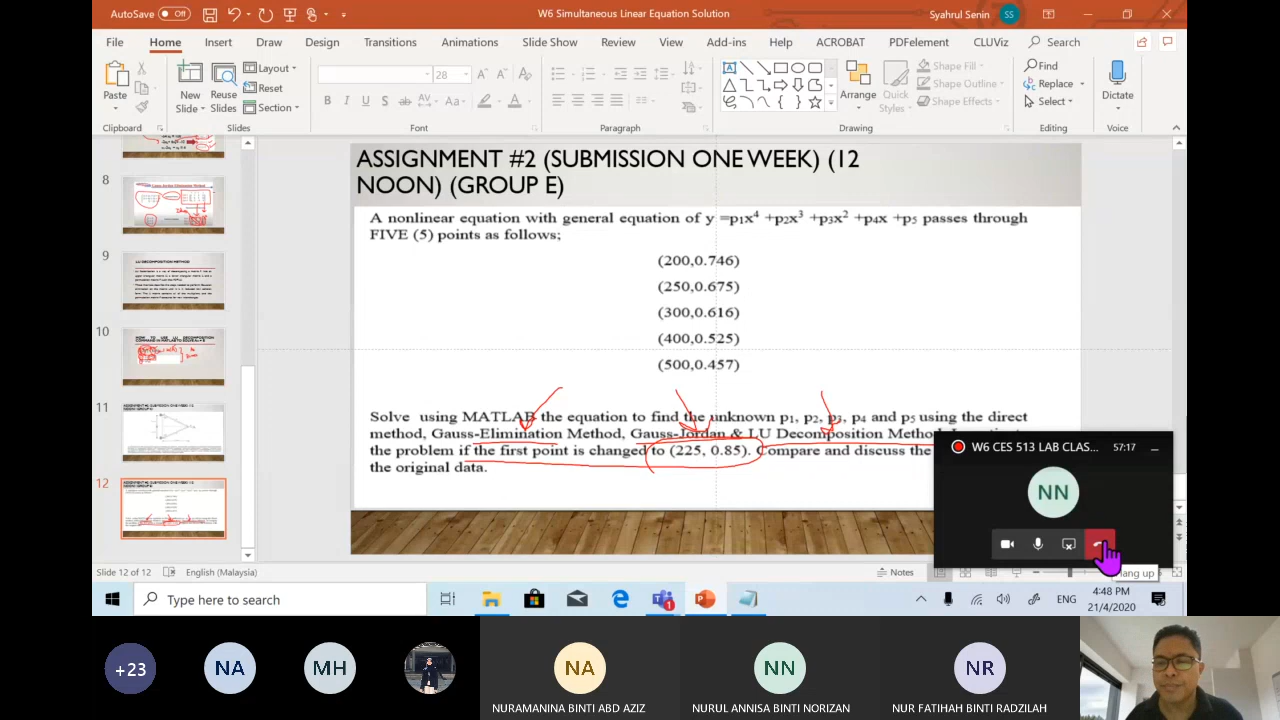 AutoSave Off W6 Simultaneous Linear Equation Solution Syahrul Senin SS
File Home Insert Draw Design Transitions Animations Slide Show Review View Add-ins Help ACROBAT PDFelement CLUViz Search
Paste New Slide Reuse Slides Layout Reset Section 28 Arrange Quick Styles Shape Fill Shape Outline Shape Effects Find Replace Select Dictate
Clipboard Slides Font Paragraph Drawing Editing Voice
8
9
LU DECOMPOSITION METHOD
10
11
12
ASSIGNMENT #2 (SUBMISSION ONE WEEK) (12
NOON) (GROUP E)
A nonlinear equation with general equation of y =p₁x⁴ +p₂x³ +p₃x² +p₄x +p₅ passes through
FIVE (5) points as follows;
(200,0.746)
(250,0.675)
(300,0.616)
(400,0.525)
(500,0.457)
Solve using MATLAB the equation to find the unknown p₁, p₂, p₃, p₄ and p₅ using the direct
method, Gauss-Elimination Method, Gauss-Jordan & LU Decomposition Method.
the problem if the first point is changed to (225, 0.85). Compare and discuss the
the original data.
W6 CES 513 LAB CLAS... 57:17
IN
Hang up
Slide 12 of 12 English (Malaysia) Notes
Type here to search 1 ENG 4:48 PM
21/4/2020
+23 NA MH NA NN NR
NURAMANINA BINTI ABD AZIZ NURUL ANNISA BINTI NORIZAN NUR FATIHAH BINTI RADZILAH